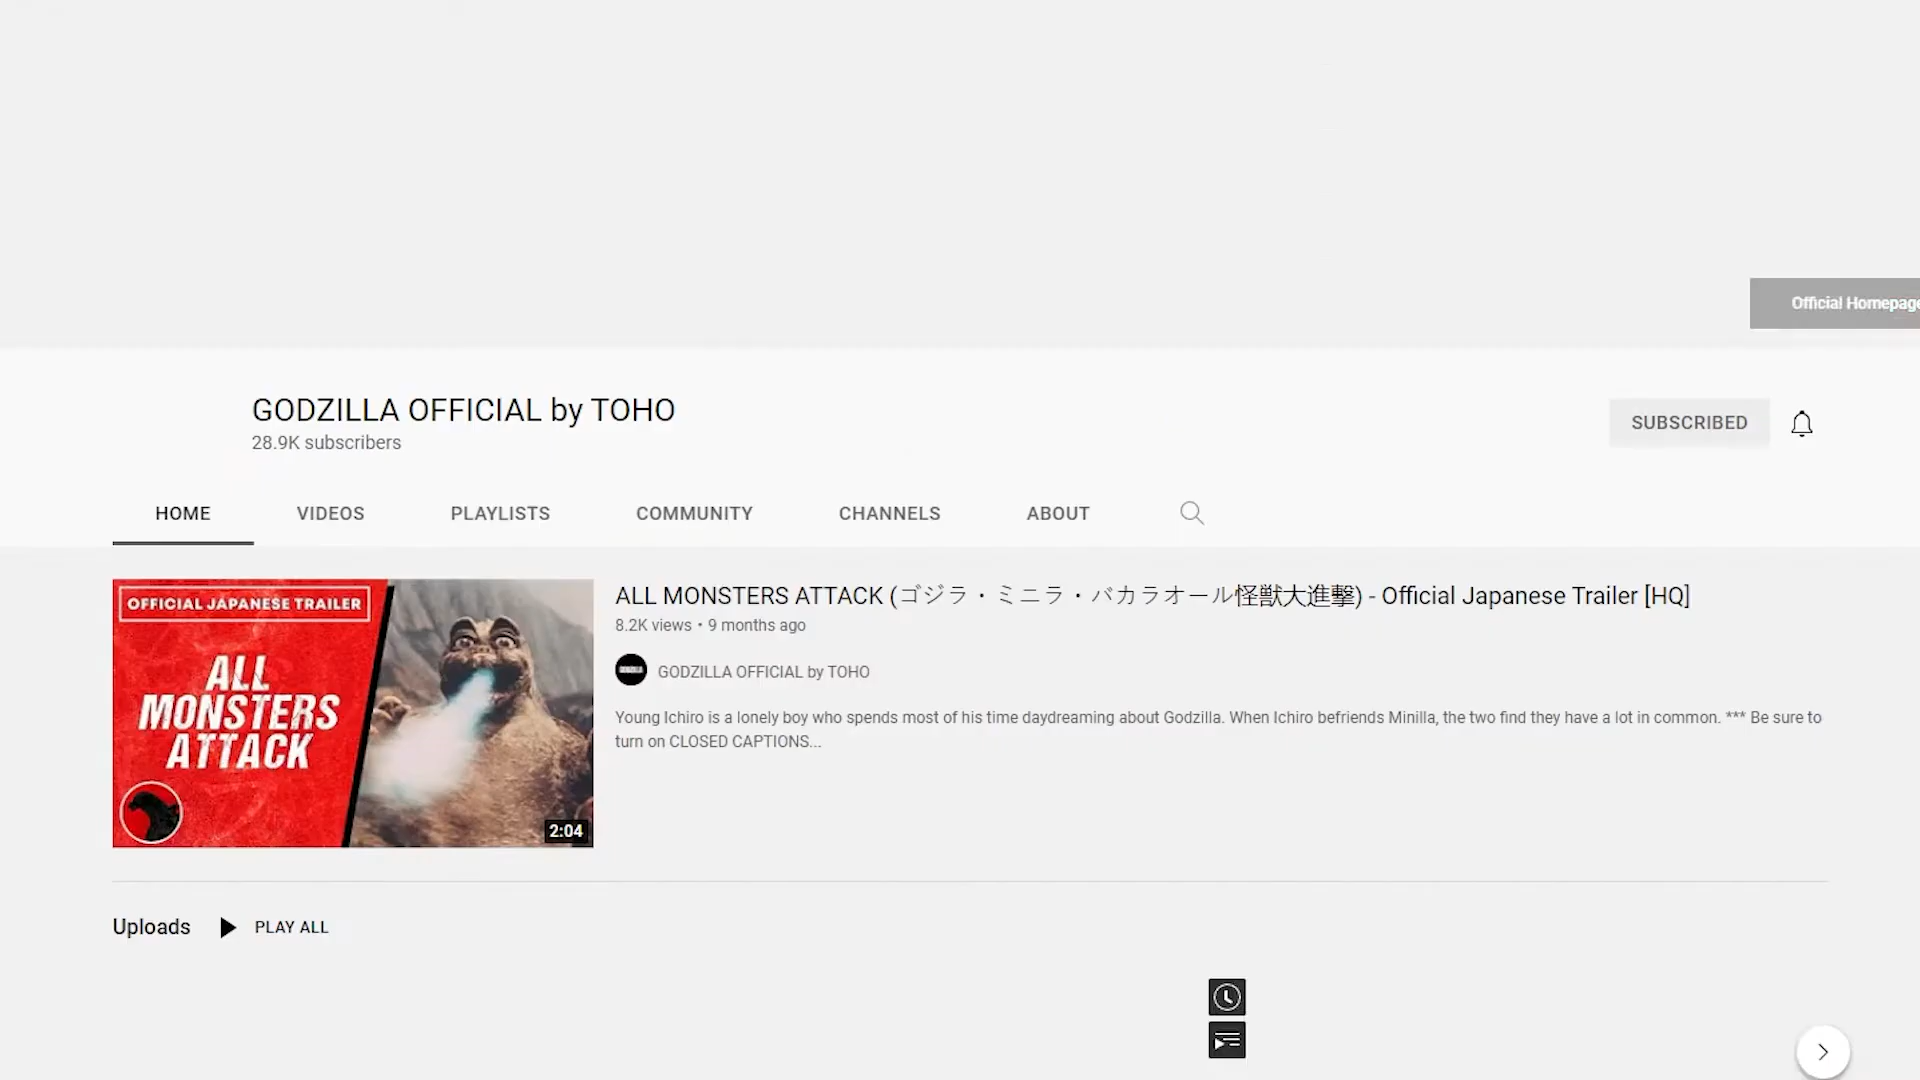 Official Homepage
GODZILLA OFFICIAL by TOHO
28.9K subscribers
SUBSCRIBED
HOME
VIDEOS
PLAYLISTS
COMMUNITY
CHANNELS
ABOUT
OFFICIAL JAPANESE TRAILER
ALL
MONSTERS
ATTACK
2:04
ALL MONSTERS ATTACK (ゴジラ・ミニラ・バカラオール怪獣大進撃) - Official Japanese Trailer [HQ]
8.2K views • 9 months ago
GODZILLA
GODZILLA OFFICIAL by TOHO
Young Ichiro is a lonely boy who spends most of his time daydreaming about Godzilla. When Ichiro befriends Minilla, the two find they have a lot in common. *** Be sure to
turn on CLOSED CAPTIONS...
Uploads
PLAY ALL